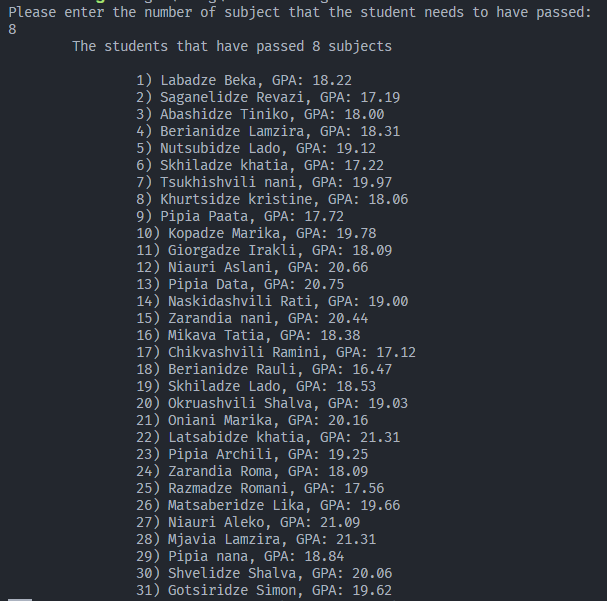 Please enter the number of subject that the student needs to have passed:
8
The students that have passed 8 subjects
1) Labadze Beka, GPA: 18.22
2) Saganelidze Revazi, GPA: 17.19
3) Abashidze Tiniko, GPA: 18.00
4) Berianidze Lamzira, GPA: 18.31
5) Nutsubidze Lado, GPA: 19.12
6) Skhiladze khatia, GPA: 17.22
7) Tsukhishvili nani, GPA: 19.97
8) Khurtsidze kristine, GPA: 18.06
9) Pipia Paata, GPA: 17.72
10) Kopadze Marika, GPA: 19.78
11) Giorgadze Irakli, GPA: 18.09
12) Niauri Aslani, GPA: 20.66
13) Pipia Data, GPA: 20.75
14) Naskidashvili Rati, GPA: 19.00
15) Zarandia nani, GPA: 20.44
16) Mikava Tatia, GPA: 18.38
17) Chikvashvili Ramini, GPA: 17.12
18) Berianidze Rauli, GPA: 16.47
19) Skhiladze Lado, GPA: 18.53
20) Okruashvili Shalva, GPA: 19.03
21) Oniani Marika, GPA: 20.16
22) Latsabidze khatia, GPA: 21.31
23) Pipia Archili, GPA: 19.25
24) Zarandia Roma, GPA: 18.09
25) Razmadze Romani, GPA: 17.56
26) Matsaberidze Lika, GPA: 19.66
27) Niauri Aleko, GPA: 21.09
28) Mjavia Lamzira, GPA: 21.31
29) Pipia nana, GPA: 18.84
30) Shvelidze Shalva, GPA: 20.06
31) Gotsiridze Simon, GPA: 19.62